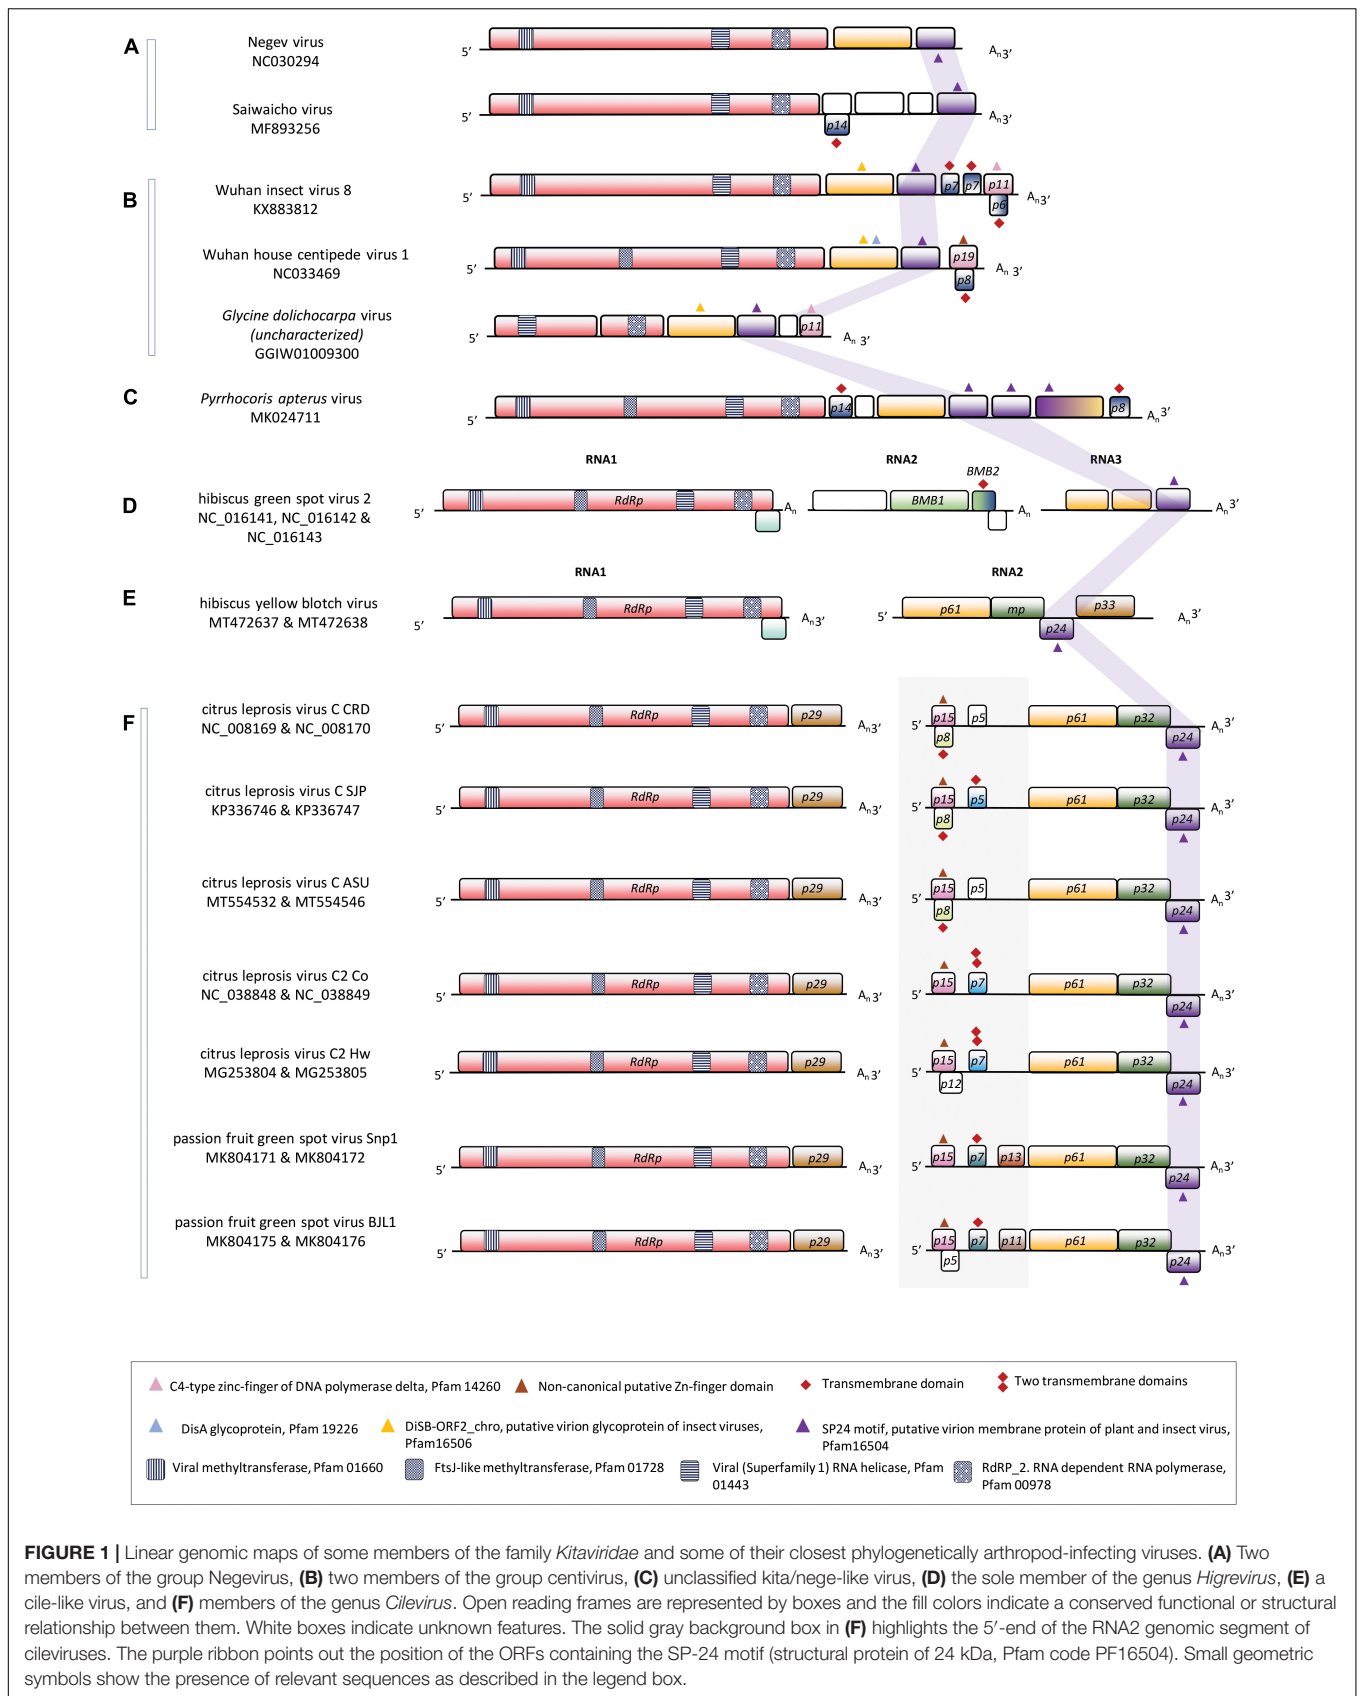 A
Negev virus
NC030294
5′
An3′
Saiwaicho virus
MF893256
5′
p14
An3′
B
Wuhan insect virus 8
KX883812
5′
p7 p7 p11
p6
An3′
Wuhan house centipede virus 1
NC033469
5′
p19
p8
An 3′
Glycine dolichocarpa virus
(uncharacterized)
GGIW01009300
5′
p11
An 3′
C
Pyrrhocoris apterus virus
MK024711
5′
p14
p8
An3′
RNA1 RNA2 RNA3
D
hibiscus green spot virus 2
NC_016141, NC_016142 &
NC_016143
5′
RdRp
An
BMB1
BMB2
An
An3′
RNA1 RNA2
E
hibiscus yellow blotch virus
MT472637 & MT472638
5′
RdRp
An3′
5′
p61 mp p33
p24
An3′
F
citrus leprosis virus C CRD
NC_008169 & NC_008170
5′
RdRp p29
An3′
5′
p15 p5 p61 p32
p8 p24
An3′
citrus leprosis virus C SJP
KP336746 & KP336747
5′
RdRp p29
An3′
5′
p15 p5 p61 p32
p8 p24
An3′
citrus leprosis virus C ASU
MT554532 & MT554546
5′
RdRp p29
An3′
5′
p15 p5 p61 p32
p8 p24
An3′
citrus leprosis virus C2 Co
NC_038848 & NC_038849
5′
RdRp p29
An3′
5′
p15 p7 p61 p32
p24
An3′
citrus leprosis virus C2 Hw
MG253804 & MG253805
5′
RdRp p29
An3′
5′
p15 p7 p61 p32
p12 p24
An3′
passion fruit green spot virus Snp1
MK804171 & MK804172
5′
RdRp p29
An3′
5′
p15 p7 p13 p61 p32
p24
An3′
passion fruit green spot virus BJL1
MK804175 & MK804176
5′
RdRp p29
An3′
5′
p15 p7 p11 p61 p32
p5 p24
An3′
C4-type zinc-finger of DNA polymerase delta, Pfam 14260
Non-canonical putative Zn-finger domain
Transmembrane domain
Two transmembrane domains
DisA glycoprotein, Pfam 19226
DiSB-ORF2_chro, putative virion glycoprotein of insect viruses,
Pfam16506
SP24 motif, putative virion membrane protein of plant and insect virus,
Pfam16504
Viral methyltransferase, Pfam 01660
FtsJ-like methyltransferase, Pfam 01728
Viral (Superfamily 1) RNA helicase, Pfam
01443
RdRP_2. RNA dependent RNA polymerase,
Pfam 00978
FIGURE 1 | Linear genomic maps of some members of the family Kitaviridae and some of their closest phylogenetically arthropod-infecting viruses. (A) Two
members of the group Negevirus, (B) two members of the group centivirus, (C) unclassified kita/nege-like virus, (D) the sole member of the genus Higrevirus, (E) a
cile-like virus, and (F) members of the genus Cilevirus. Open reading frames are represented by boxes and the fill colors indicate a conserved functional or structural
relationship between them. White boxes indicate unknown features. The solid gray background box in (F) highlights the 5′-end of the RNA2 genomic segment of
cileviruses. The purple ribbon points out the position of the ORFs containing the SP-24 motif (structural protein of 24 kDa, Pfam code PF16504). Small geometric
symbols show the presence of relevant sequences as described in the legend box.